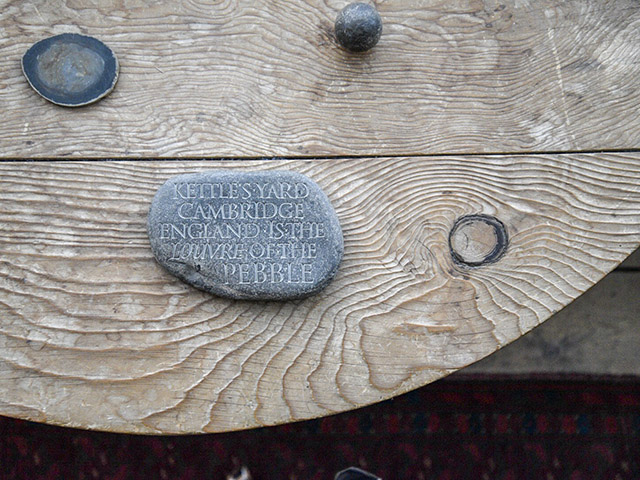 KETTLE'S·YARD
CAMBRIDGE
ENGLAND·IS·THE
LOUVRE·OF·THE
PEBBLE